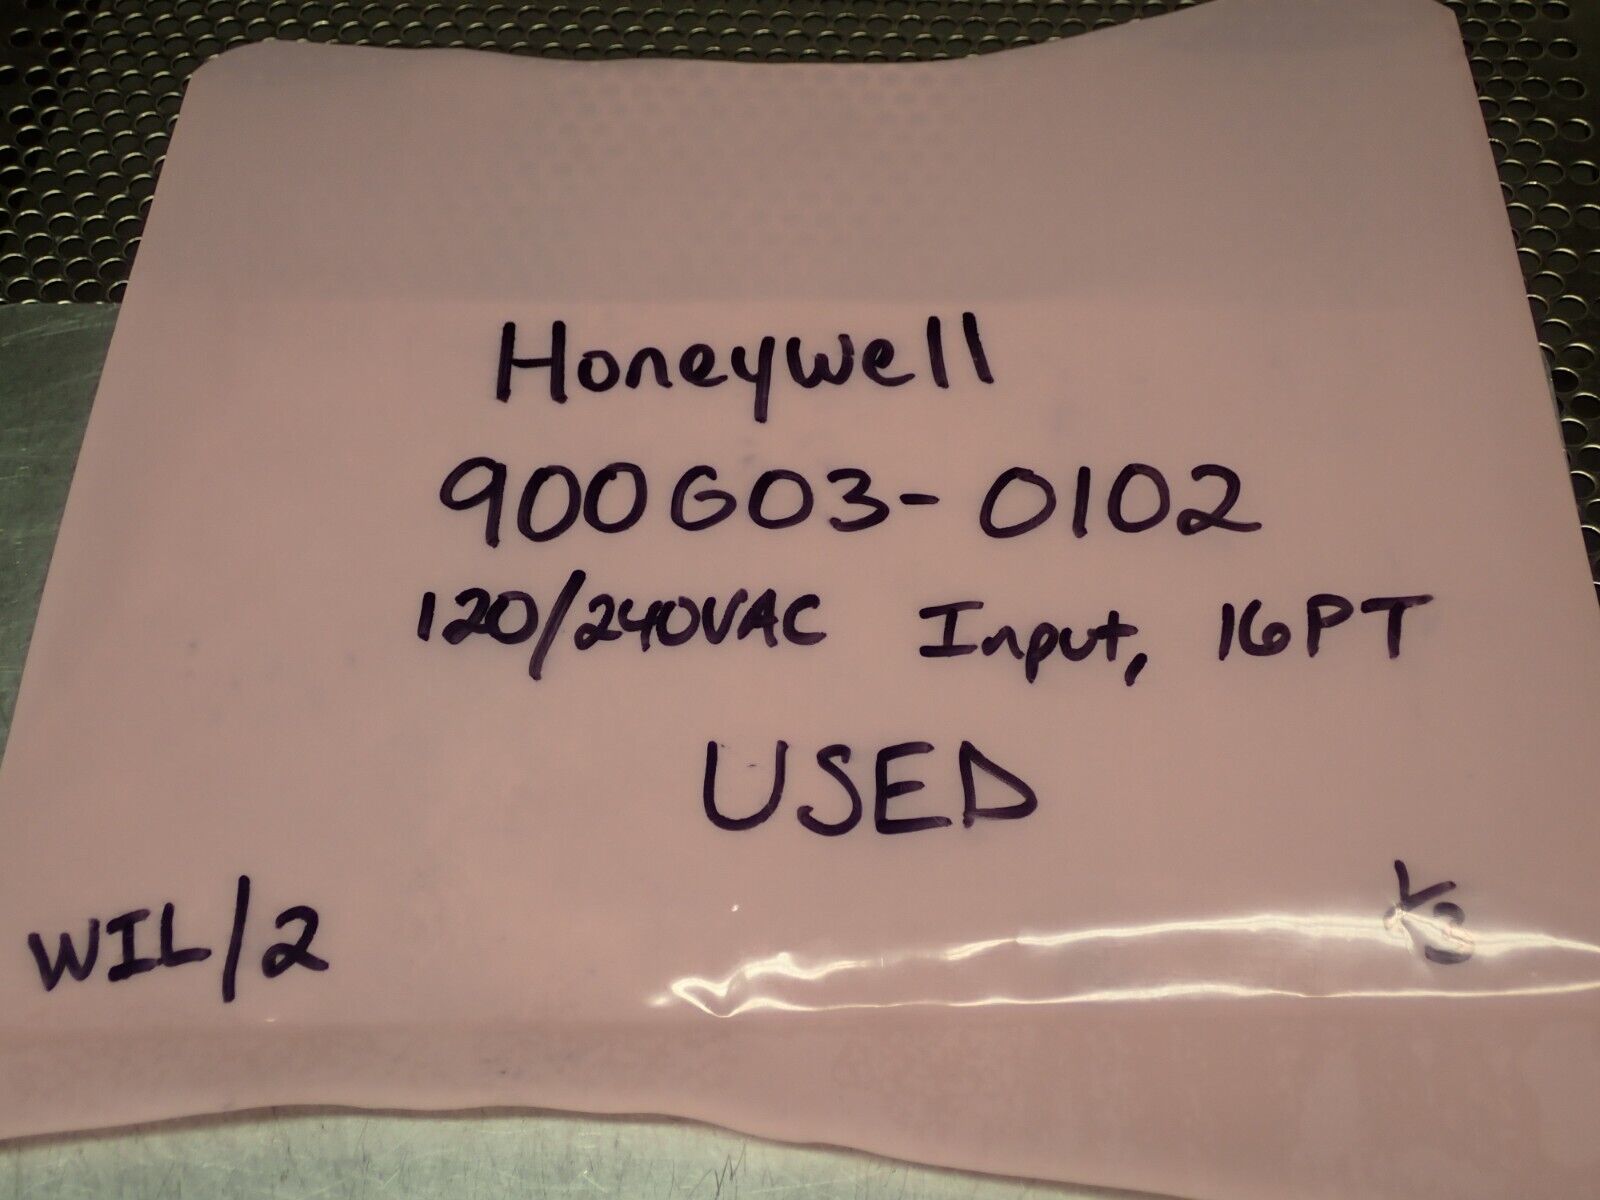 Honeywell
900G03-0102
120/240VAC Input, 16PT
USED
WIL/2